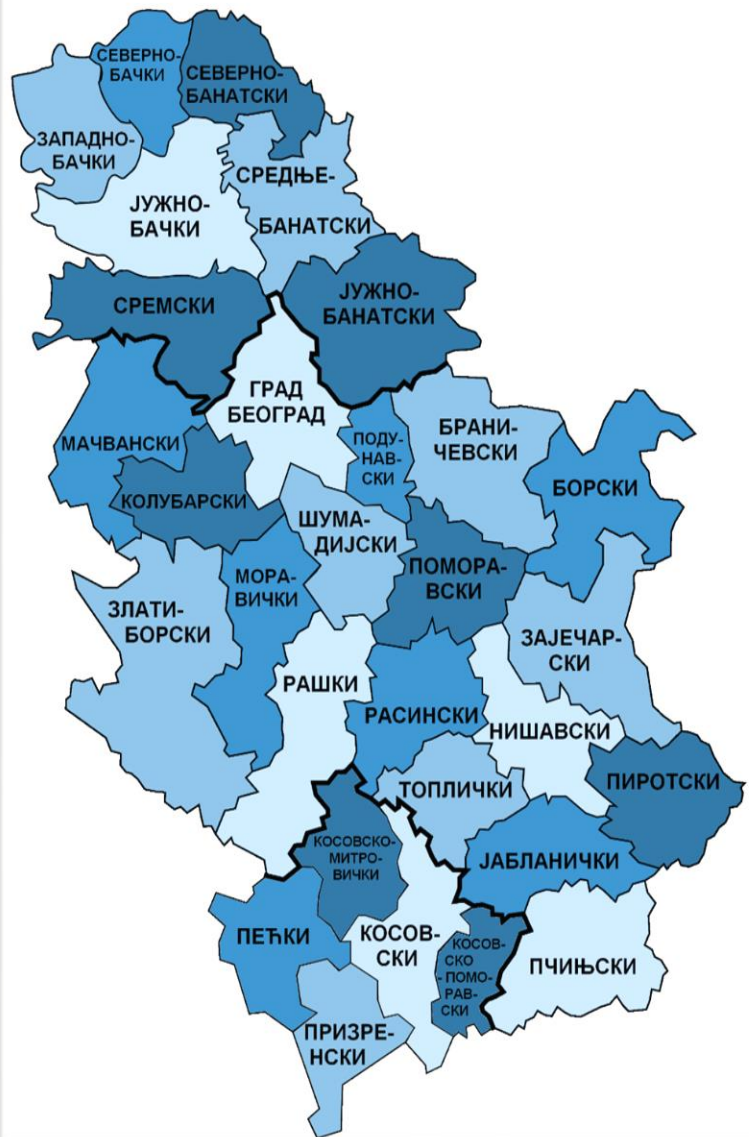 СЕВЕРНО-
БАЧКИ
СЕВЕРНО-
БАНАТСКИ
ЗАПАДНО-
БАЧКИ
СРЕДЊЕ-
БАНАТСКИ
ЈУЖНО-
БАЧКИ
ЈУЖНО-
БАНАТСКИ
СРЕМСКИ
ГРАД
БЕОГРАД
МАЧВАНСКИ
ПОДУ-
НАВ-
СКИ
БРАНИ-
ЧЕВСКИ
БОРСКИ
КОЛУБАРСКИ
ШУМА-
ДИЈСКИ
ПОМОРА-
ВСКИ
МОРА-
ВИЧКИ
ЗЛАТИ-
БОРСКИ
ЗАЈЕЧАР-
СКИ
РАШКИ
РАСИНСКИ
НИШАВСКИ
ПИРОТСКИ
ТОПЛИЧКИ
ЈАБЛАНИЧКИ
КОСОВСКО-
МИТРО-
ВИЧКИ
ПЕЋКИ
КОСОВ-
СКИ
КОСОВ-
СКО
- ПОМО-
РАВ-
СКИ
ПЧИЊСКИ
ПРИЗРЕ-
НСКИ